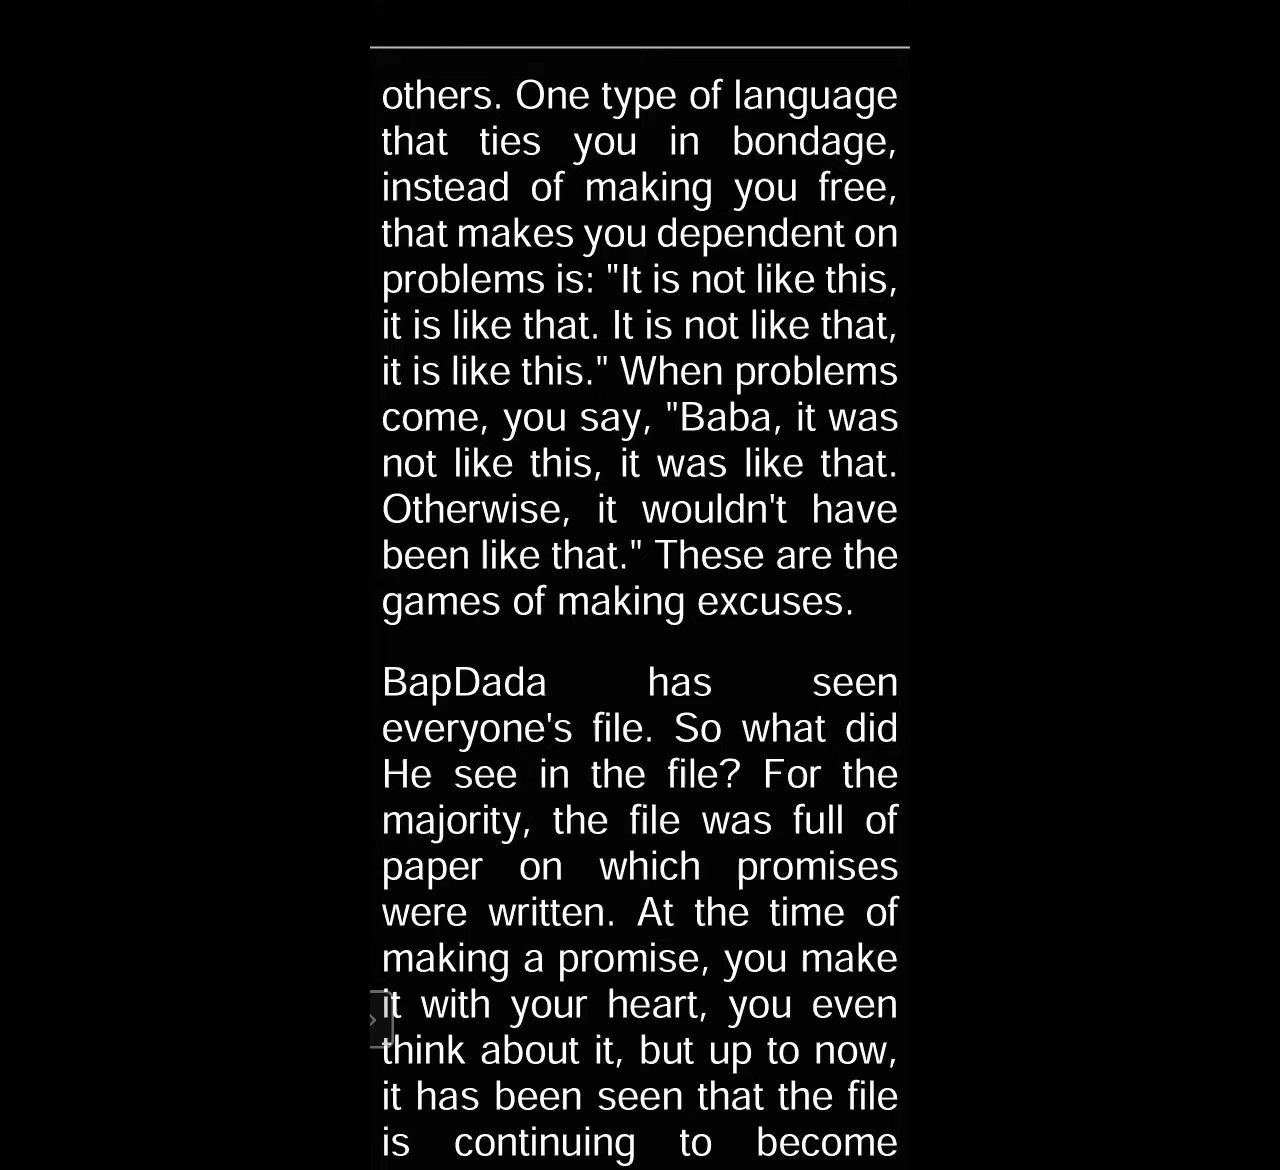 others. One type of language
that ties you in bondage,
instead of making you free,
that makes you dependent on
problems is: "It is not like this,
it is like that. It is not like that,
it is like this." When problems
come, you say, "Baba, it was
not like this, it was like that.
Otherwise, it wouldn't have
been like that." These are the
games of making excuses.
BapDada has seen
everyone's file. So what did
He see in the file? For the
majority, the file was full of
paper on which promises
were written. At the time of
making a promise, you make
it with your heart, you even
think about it, but up to now,
it has been seen that the file
is continuing to become